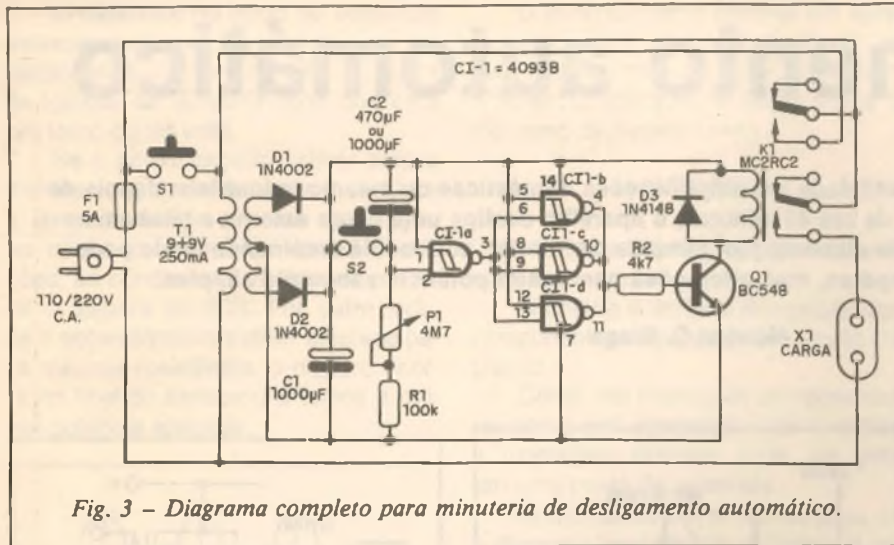 mento automático
CI-1 = 4093B
C2
470µF
ou
1000µF
D1
1N4002
S1
F1
5A
T1
9+9V
250mA
110/220V
C.A.
S2
D2
1N4002
C1
1000µF
P1
4M7
R1
100k
CI-1a
1
2
3
14
CI1-b
5
6
4
CI1-c
8
9
10
CI1-d
12
13
11
7
R2
4k7
D3
1N4148
K1
MC2RC2
Q1
BC548
X1
CARGA
Fig. 3 – Diagrama completo para minuteria de desligamento automático.